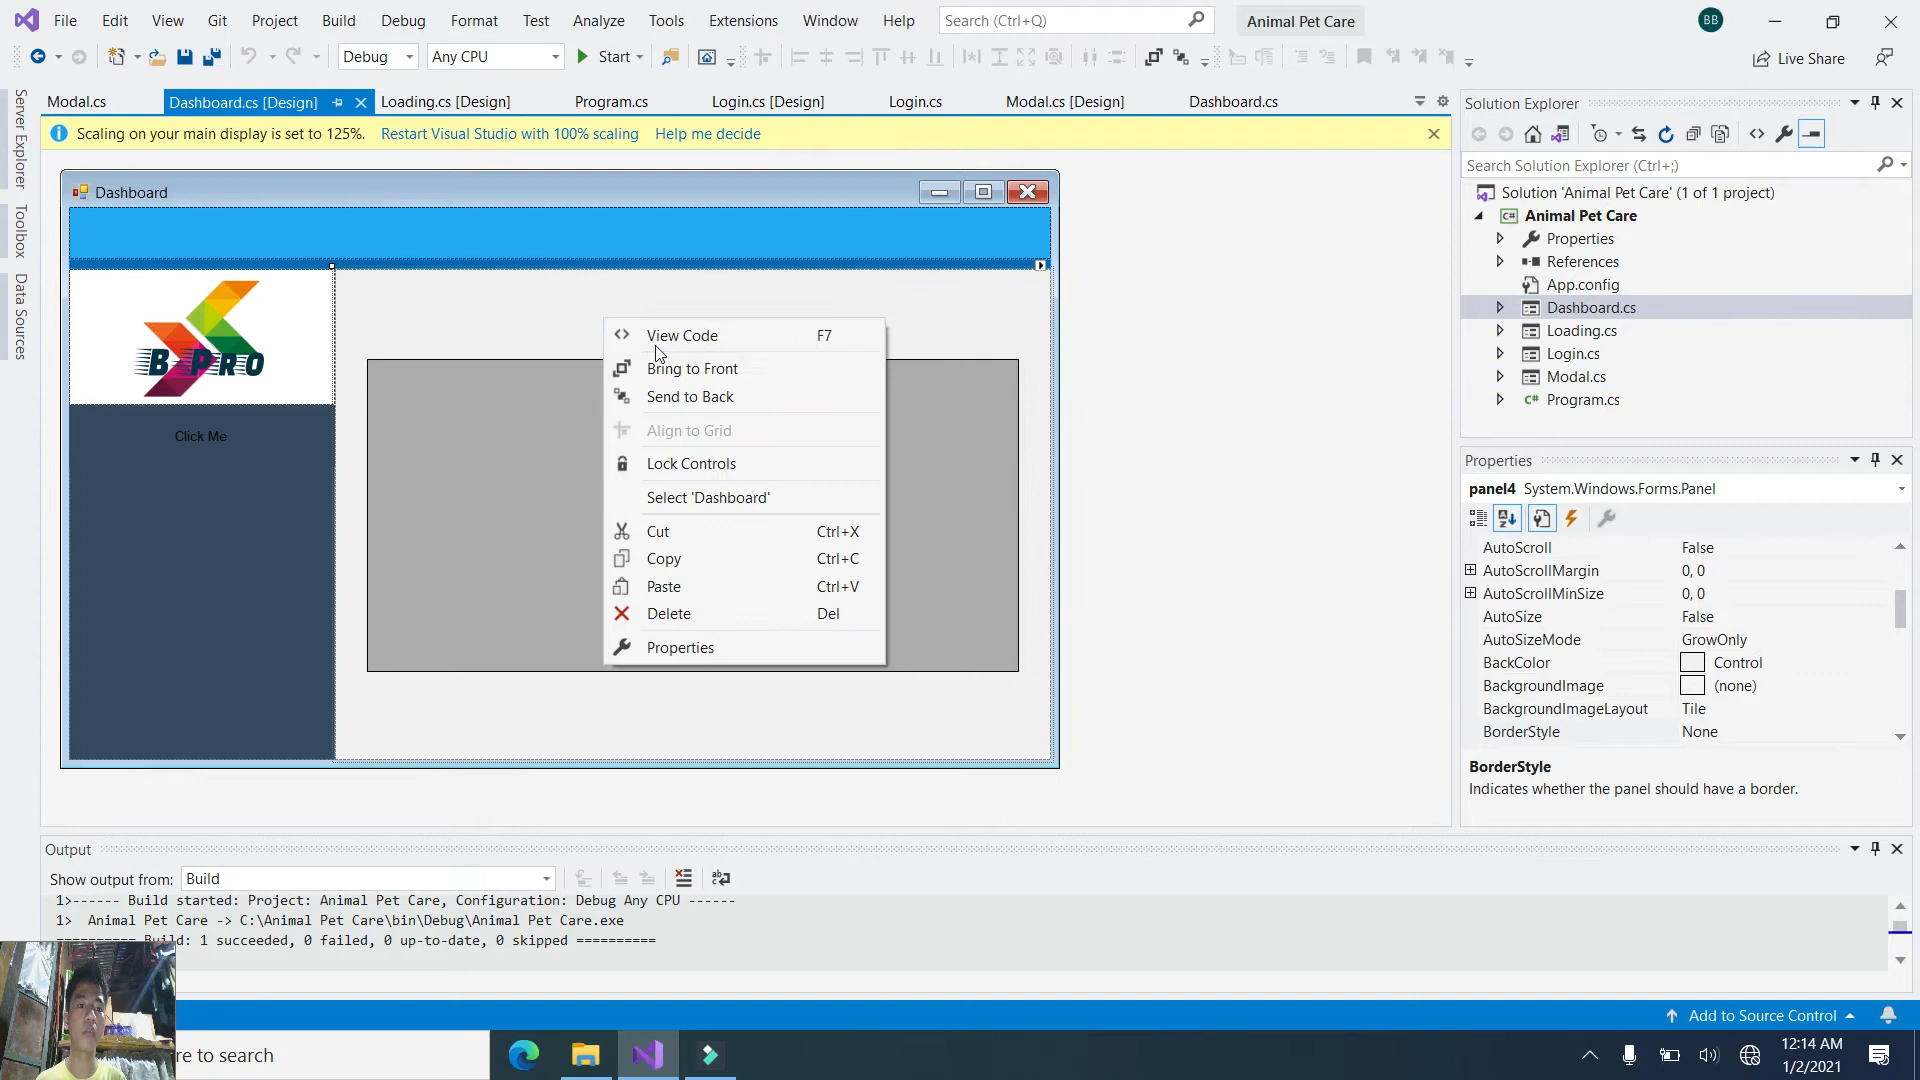 File Edit View Git Project Build Debug Format Test Analyze Tools Extensions Window Help Search (Ctrl+Q) Animal Pet Care BB
Debug Any CPU Start Live Share
Modal.cs Dashboard.cs [Design] Loading.cs [Design] Program.cs Login.cs [Design] Login.cs Modal.cs [Design] Dashboard.cs
Scaling on your main display is set to 125%. Restart Visual Studio with 100% scaling Help me decide
Server Explorer
Toolbox
Data Sources
Dashboard
B PRO
Click Me
View Code F7
Bring to Front
Send to Back
Align to Grid
Lock Controls
Select 'Dashboard'
Cut Ctrl+X
Copy Ctrl+C
Paste Ctrl+V
Delete Del
Properties
Solution Explorer
Search Solution Explorer (Ctrl+;)
Solution 'Animal Pet Care' (1 of 1 project)
C# Animal Pet Care
Properties
References
App.config
Dashboard.cs
Loading.cs
Login.cs
Modal.cs
C# Program.cs
Properties
panel4 System.Windows.Forms.Panel
AutoScroll False
AutoScrollMargin 0, 0
AutoScrollMinSize 0, 0
AutoSize False
AutoSizeMode GrowOnly
BackColor Control
BackgroundImage (none)
BackgroundImageLayout Tile
BorderStyle None
BorderStyle
Indicates whether the panel should have a border.
Output
Show output from: Build
1>------ Build started: Project: Animal Pet Care, Configuration: Debug Any CPU ------
1> Animal Pet Care -> C:\Animal Pet Care\bin\Debug\Animal Pet Care.exe
========== Build: 1 succeeded, 0 failed, 0 up-to-date, 0 skipped ==========
Add to Source Control
re to search
12:14 AM
1/2/2021